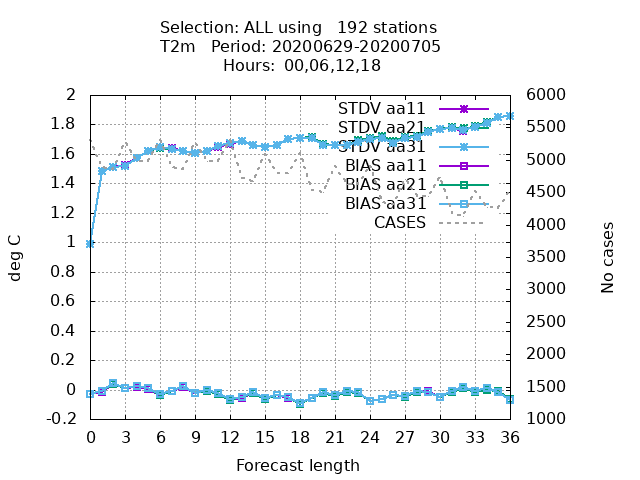 Selection: ALL using   192 stations
T2m   Period: 20200629-20200705
Hours: 00,06,12,18
STDV aa11
STDV aa21
STDV aa31
BIAS aa11
BIAS aa21
BIAS aa31
CASES
2
1.8
1.6
1.4
1.2
1
0.8
0.6
0.4
0.2
0
-0.2
deg C
6000
5500
5000
4500
4000
3500
3000
2500
2000
1500
1000
No cases
0 3 6 9 12 15 18 21 24 27 30 33 36
Forecast length